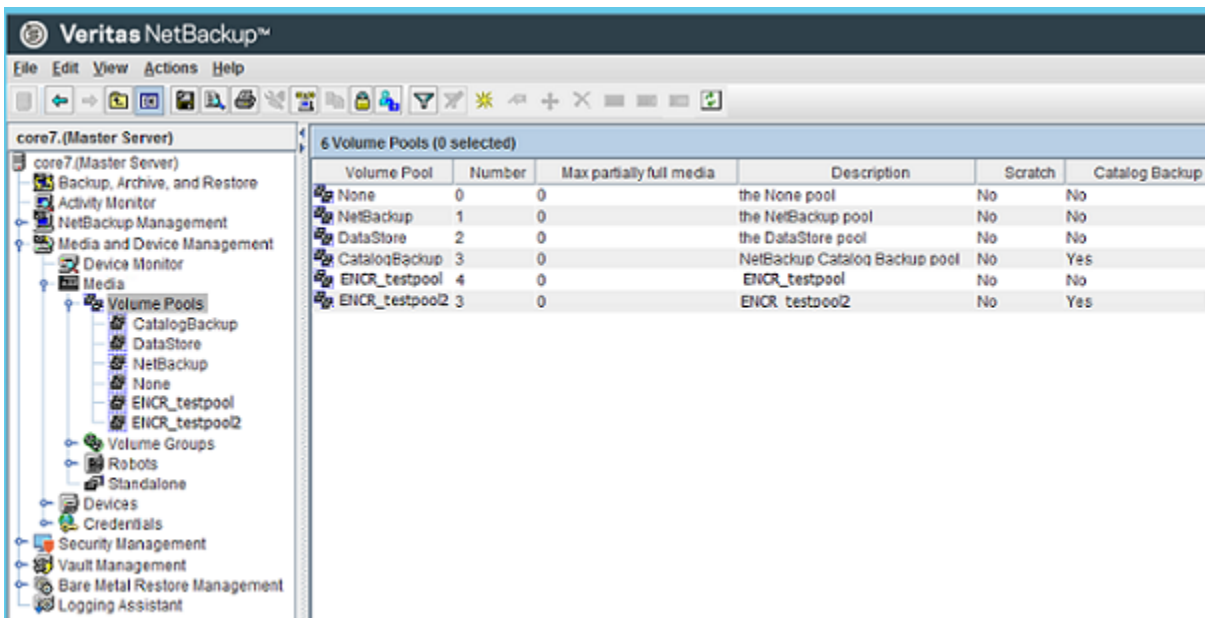 Veritas NetBackup™
File Edit View Actions Help
core7.(Master Server)
core7.(Master Server)
Backup, Archive, and Restore
Activity Monitor
NetBackup Management
Media and Device Management
Device Monitor
Media
Volume Pools
CatalogBackup
DataStore
NetBackup
None
ENCR_testpool
ENCR_testpool2
Volume Groups
Robots
Standalone
Devices
Credentials
Security Management
Vault Management
Bare Metal Restore Management
Logging Assistant
6 Volume Pools (0 selected)
Volume Pool Number Max partially full media Description Scratch Catalog Backup
None 0 0 the None pool No No
NetBackup 1 0 the NetBackup pool No No
DataStore 2 0 the DataStore pool No No
CatalogBackup 3 0 NetBackup Catalog Backup pool No Yes
ENCR_testpool 4 0 ENCR_testpool No No
ENCR_testpool2 3 0 ENCR_testpool2 No Yes